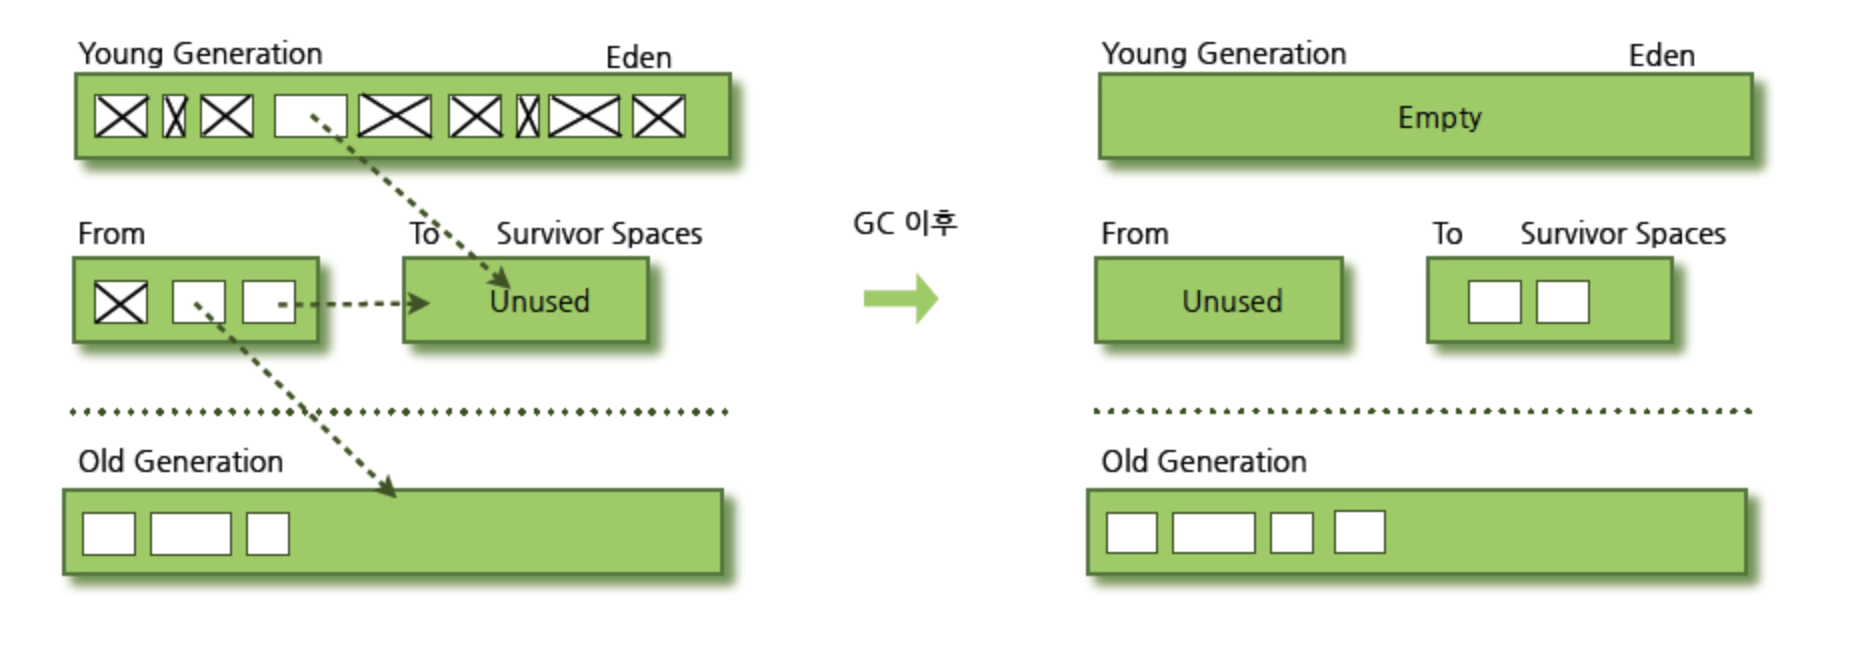 Young Generation
Eden
From
To
Survivor Spaces
Unused
Old Generation
GC 이후
Young Generation
Eden
Empty
From
To
Survivor Spaces
Unused
Old Generation